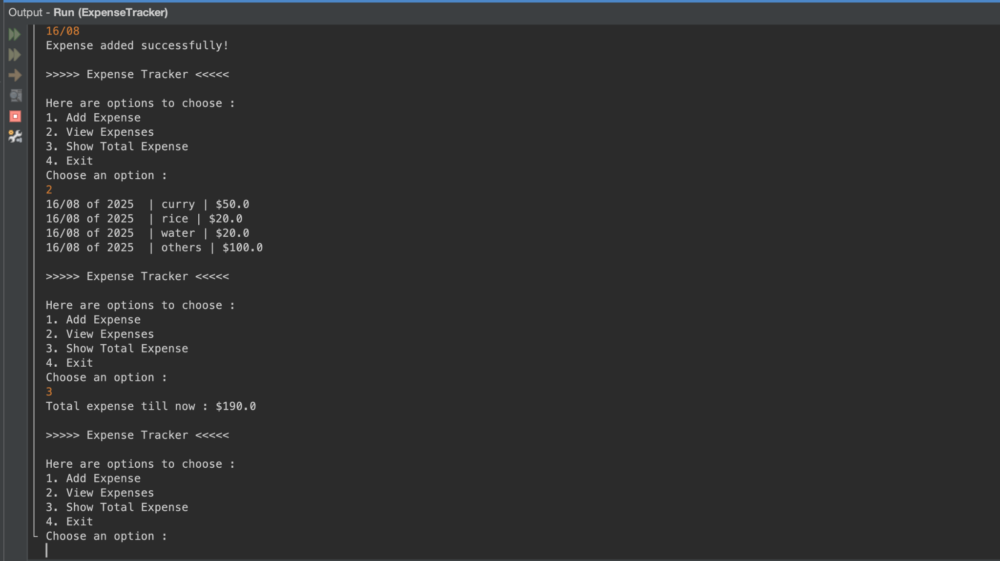 Output - Run (ExpenseTracker)
16/08
Expense added successfully!
>>>>> Expense Tracker <<<<<
Here are options to choose :
1. Add Expense
2. View Expenses
3. Show Total Expense
4. Exit
Choose an option :
2
16/08 of 2025  | curry | $50.0
16/08 of 2025  | rice | $20.0
16/08 of 2025  | water | $20.0
16/08 of 2025  | others | $100.0
>>>>> Expense Tracker <<<<<
Here are options to choose :
1. Add Expense
2. View Expenses
3. Show Total Expense
4. Exit
Choose an option :
3
Total expense till now : $190.0
>>>>> Expense Tracker <<<<<
Here are options to choose :
1. Add Expense
2. View Expenses
3. Show Total Expense
4. Exit
Choose an option :